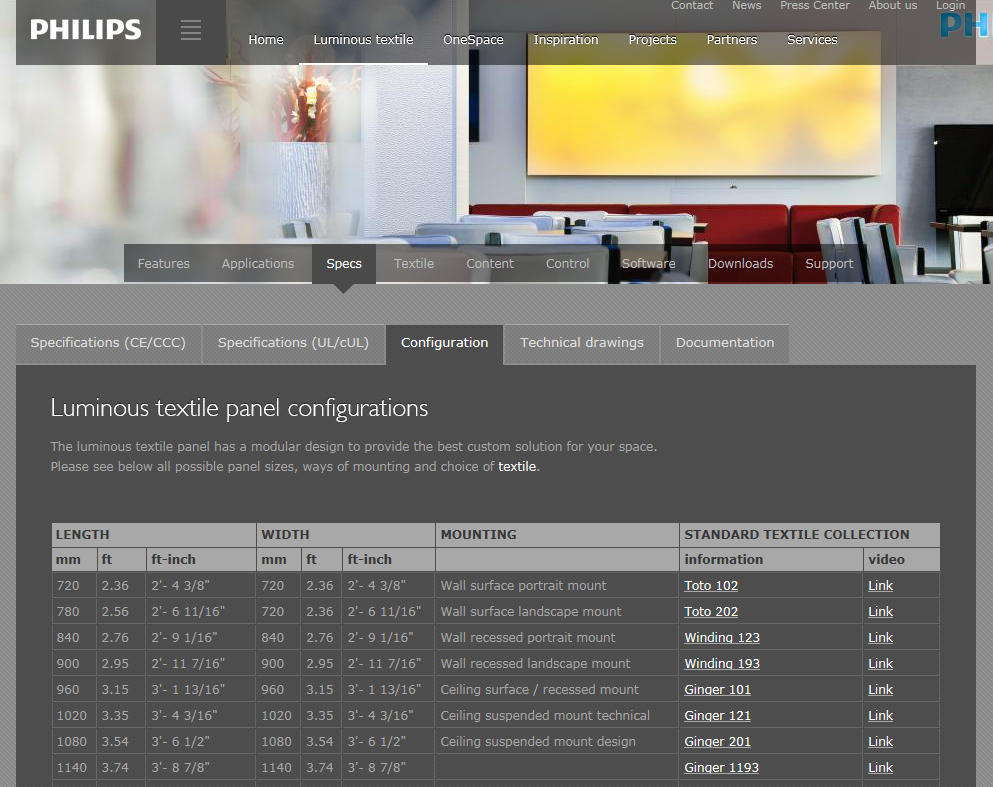 Contact News Press Center About us Login
PHILIPS
PH
Home Luminous textile OneSpace Inspiration Projects Partners Services
Features Applications Specs Textile Content Control Software Downloads Support
Specifications (CE/CCC) Specifications (UL/cUL) Configuration Technical drawings Documentation
Luminous textile panel configurations
The luminous textile panel has a modular design to provide the best custom solution for your space.
Please see below all possible panel sizes, ways of mounting and choice of textile.
LENGTH WIDTH MOUNTING STANDARD TEXTILE COLLECTION
mm ft ft-inch mm ft ft-inch information video
720 2.36 2'- 4 3/8" 720 2.36 2'- 4 3/8" Wall surface portrait mount Toto 102 Link
780 2.56 2'- 6 11/16" 720 2.36 2'- 6 11/16" Wall surface landscape mount Toto 202 Link
840 2.76 2'- 9 1/16" 840 2.76 2'- 9 1/16" Wall recessed portrait mount Winding 123 Link
900 2.95 2'- 11 7/16" 900 2.95 2'- 11 7/16" Wall recessed landscape mount Winding 193 Link
960 3.15 3'- 1 13/16" 960 3.15 3'- 1 13/16" Ceiling surface / recessed mount Ginger 101 Link
1020 3.35 3'- 4 3/16" 1020 3.35 3'- 4 3/16" Ceiling suspended mount technical Ginger 121 Link
1080 3.54 3'- 6 1/2" 1080 3.54 3'- 6 1/2" Ceiling suspended mount design Ginger 201 Link
1140 3.74 3'- 8 7/8" 1140 3.74 3'- 8 7/8" Ginger 1193 Link